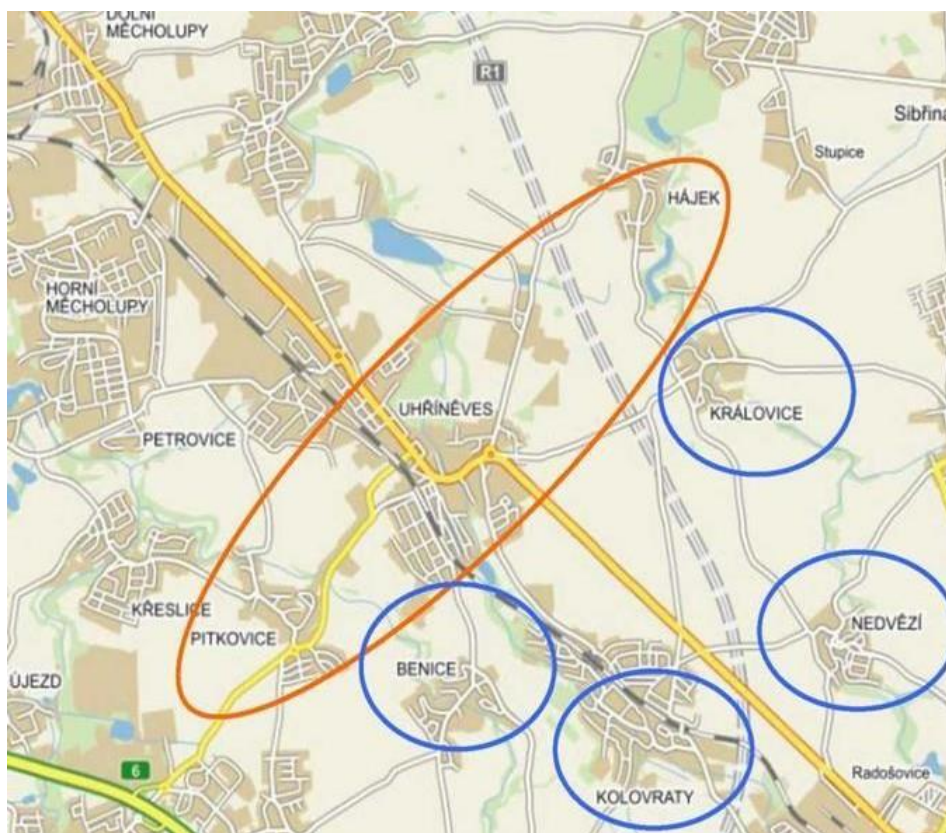 DOLNÍ
MĚCHOLUPY
R1
Sibřina
Stupice
HÁJEK
HORNÍ
MĚCHOLUPY
UHŘÍNĚVES
KRÁLOVICE
PETROVICE
KŘESLICE
PITKOVICE
NEDVĚZÍ
BENICE
ÚJEZD
6
Radošovice
KOLOVRATY